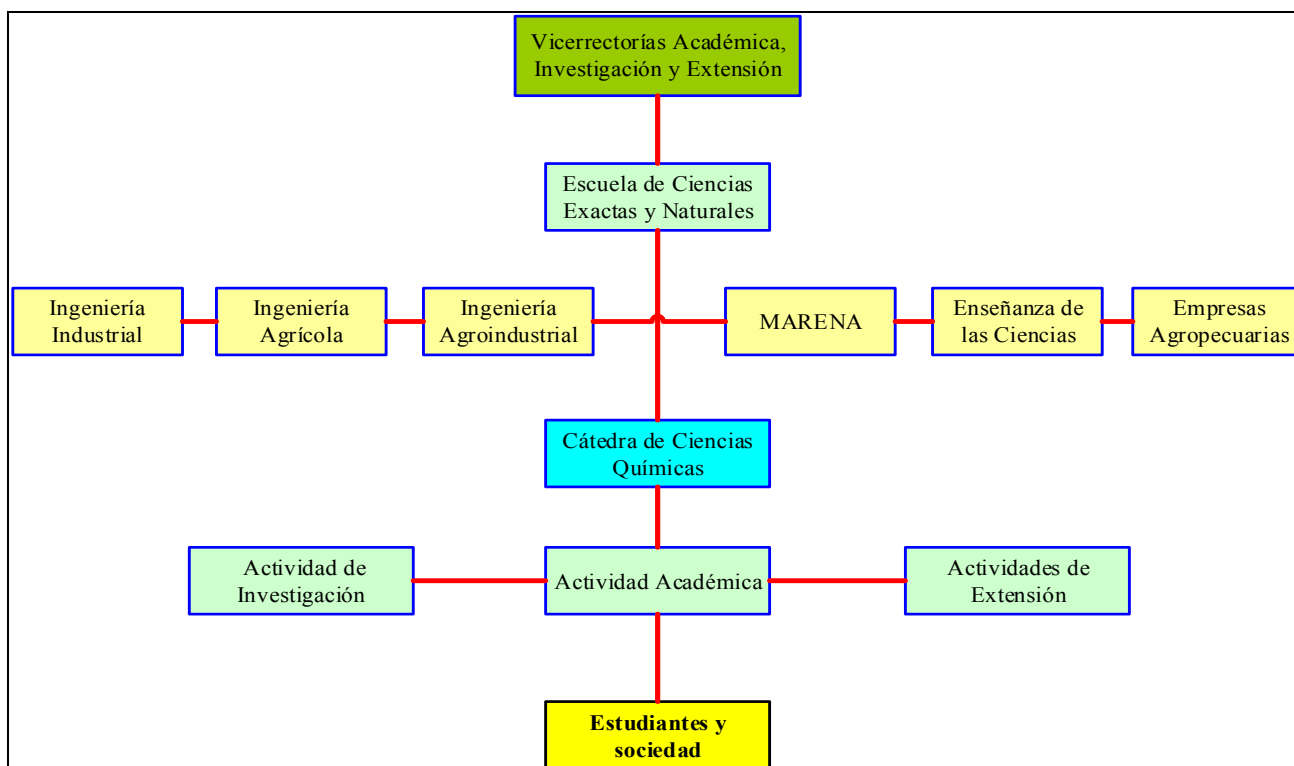 Vicerrectorías Académica,
Investigación y Extensión
Escuela de Ciencias
Exactas y Naturales
Ingeniería
Industrial
Ingeniería
Agrícola
Ingeniería
Agroindustrial
MARENA
Enseñanza de
las Ciencias
Empresas
Agropecuarias
Cátedra de Ciencias
Químicas
Actividad de
Investigación
Actividad Académica
Actividades de
Extensión
Estudiantes y
sociedad